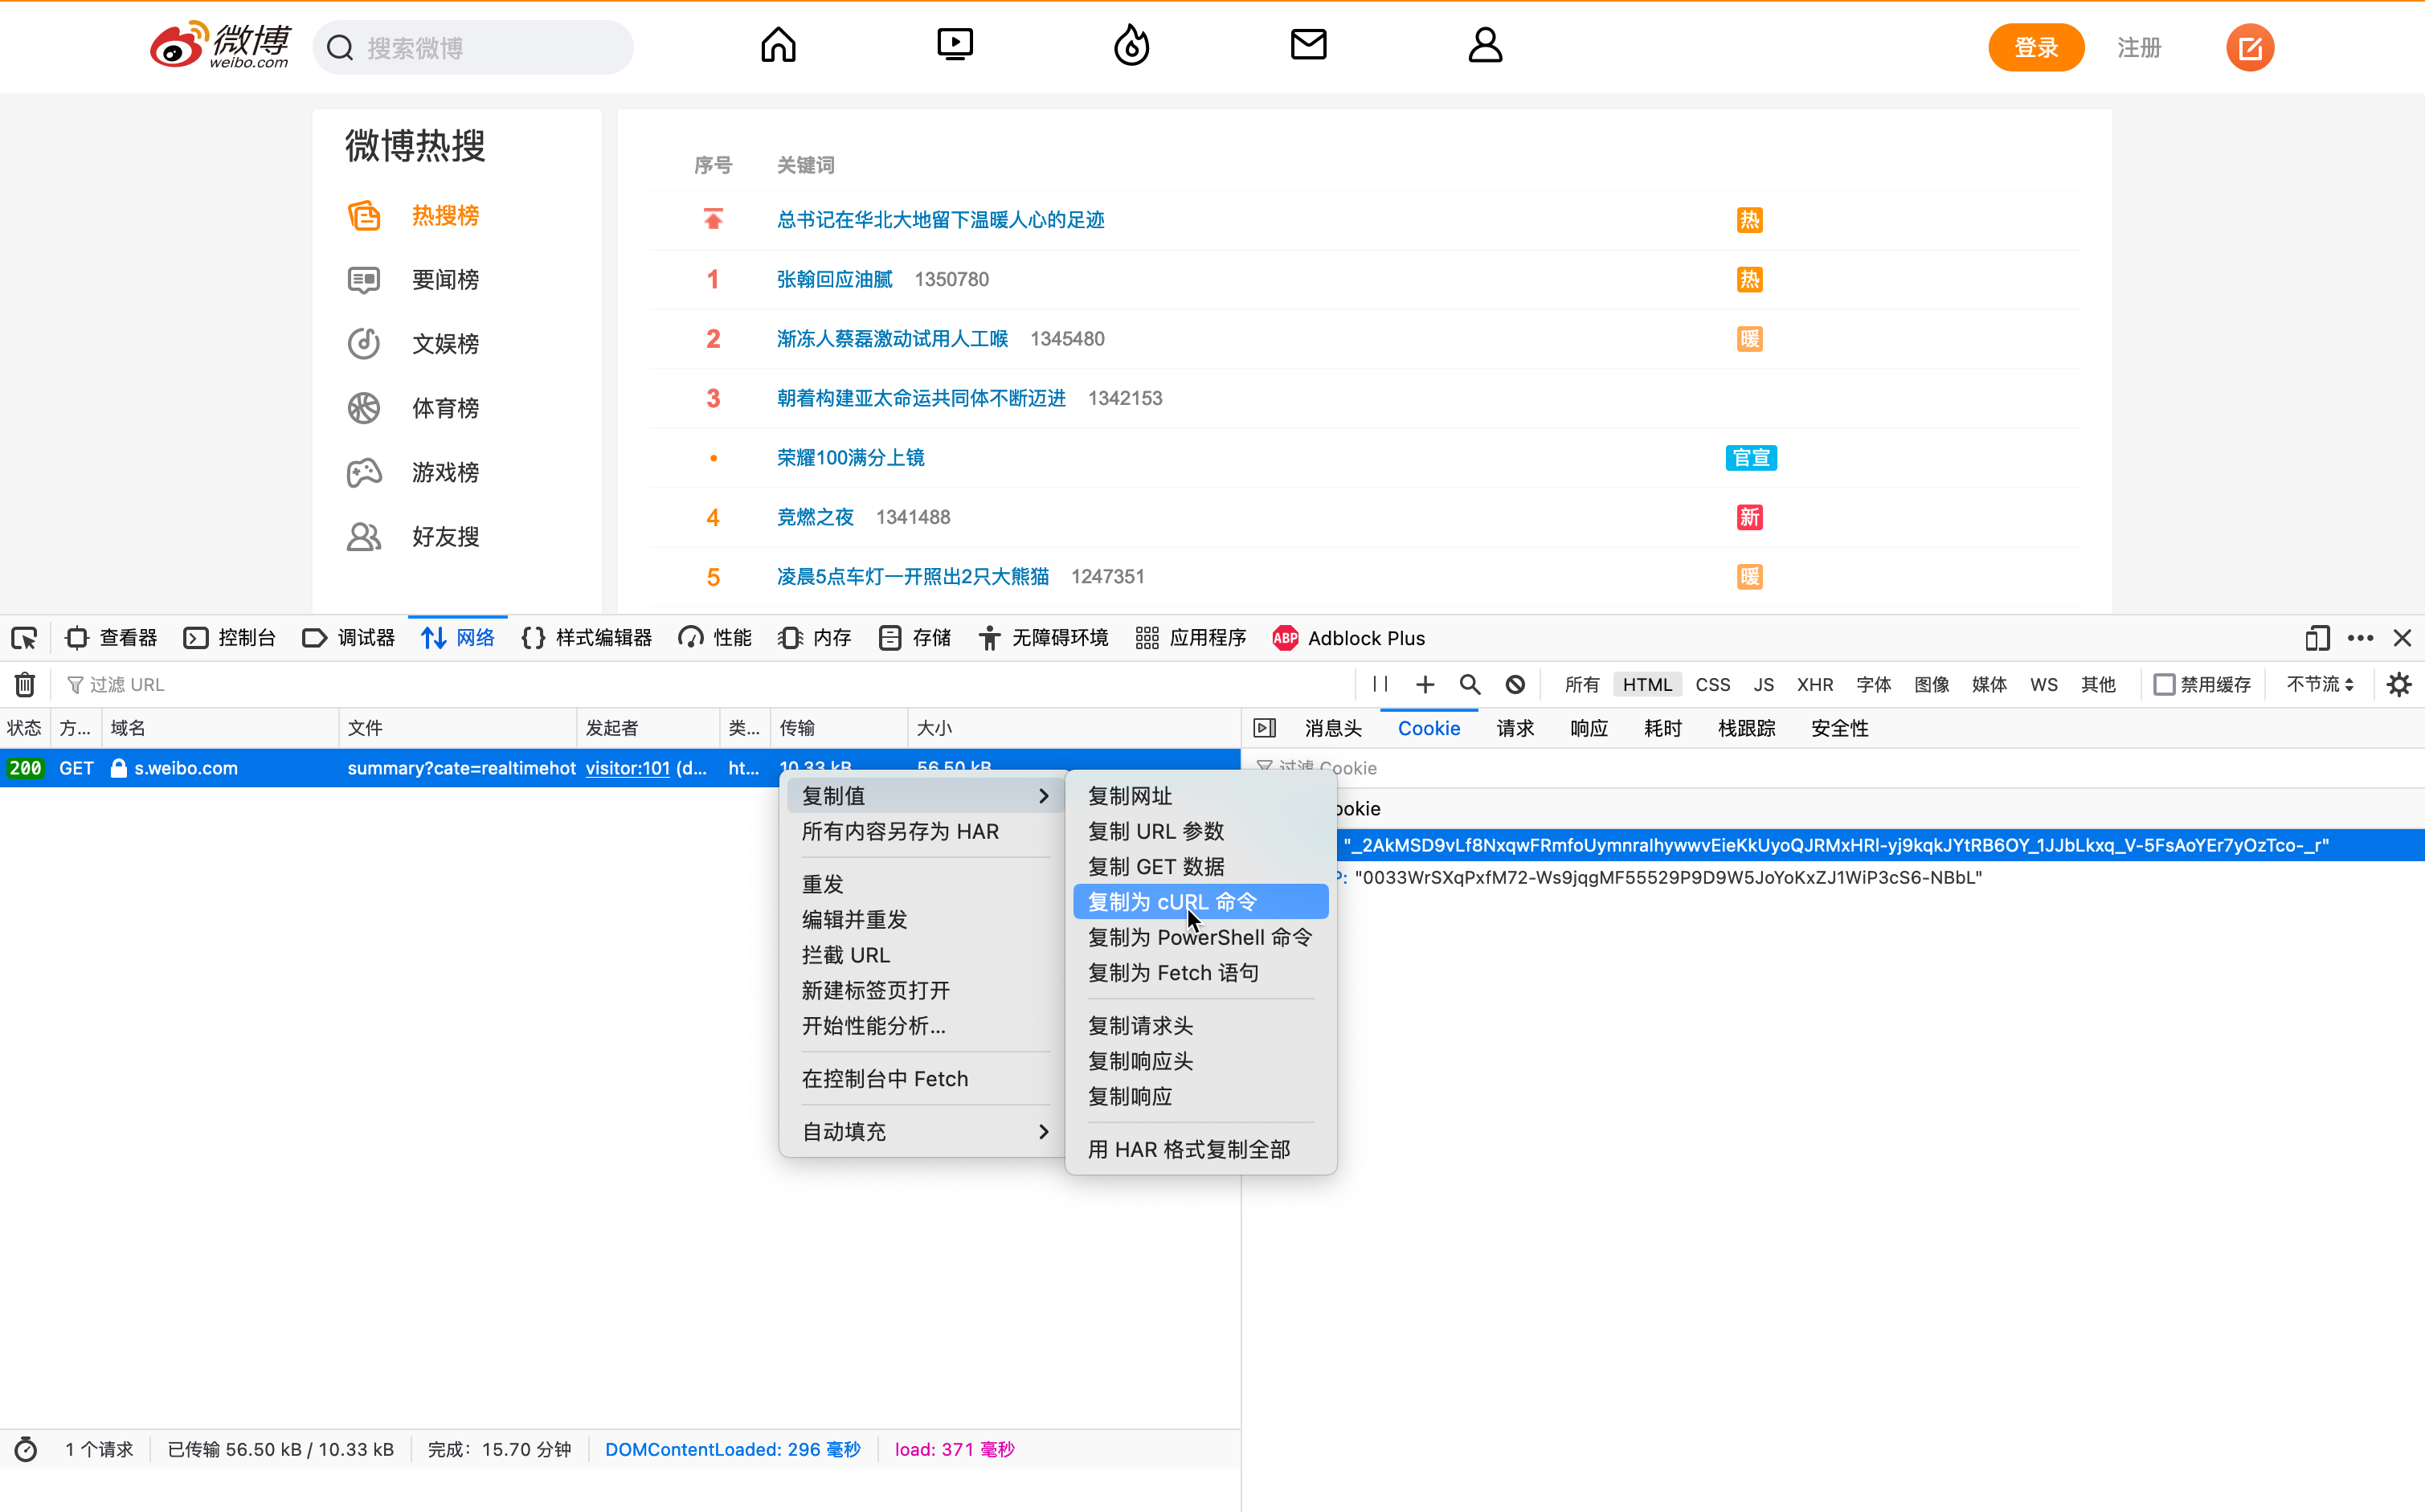 微博
weibo.com
搜索微博
登录
注册
微博热搜
热搜榜
要闻榜
文娱榜
体育榜
游戏榜
好友搜
序号 关键词
总书记在华北大地留下温暖人心的足迹 热
1 张翰回应油腻 1350780 热
2 渐冻人蔡磊激动试用人工喉 1345480 暖
3 朝着构建亚太命运共同体不断迈进 1342153
• 荣耀100满分上镜 官宣
4 竞燃之夜 1341488 新
5 凌晨5点车灯一开照出2只大熊猫 1247351 暖
查看器 控制台 调试器 网络 {} 样式编辑器 性能 内存 存储 无障碍环境 应用程序 ABP Adblock Plus
过滤 URL 所有 HTML CSS JS XHR 字体 图像 媒体 WS 其他 禁用缓存 不节流
状态 方... 域名 文件 发起者 类... 传输 大小
消息头 Cookie 请求 响应 耗时 栈跟踪 安全性
200 GET s.weibo.com summary?cate=realtimehot visitor:101 (d... ht... 10.33 kB 56.50 kB
过滤 Cookie
ookie
"_2AkMSD9vLf8NxqwFRmfoUymnraIhywwvEieKkUyoQJRMxHRl-yj9kqkJYtRB6OY_1JJbLkxq_V-5FsAoYEr7yOzTco-_r"
P: "0033WrSXqPxfM72-Ws9jqgMF55529P9D9W5JoYoKxZJ1WiP3cS6-NBbL"
复制值
所有内容另存为 HAR
重发
编辑并重发
拦截 URL
新建标签页打开
开始性能分析...
在控制台中 Fetch
自动填充
复制网址
复制 URL 参数
复制 GET 数据
复制为 cURL 命令
复制为 PowerShell 命令
复制为 Fetch 语句
复制请求头
复制响应头
复制响应
用 HAR 格式复制全部
1 个请求 已传输 56.50 kB / 10.33 kB 完成：15.70 分钟 DOMContentLoaded: 296 毫秒 load: 371 毫秒